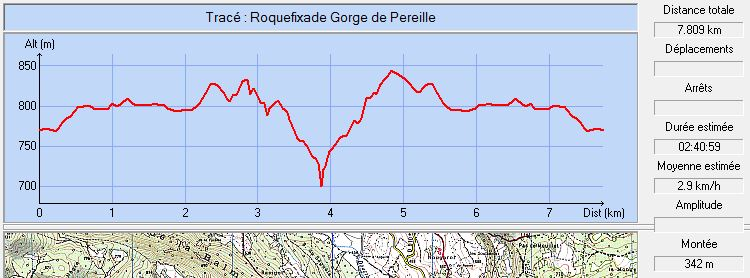 Tracé : Roquefixade Gorge de Pereille
Alt (m)
850
800
750
700
0 1 2 3 4 5 6 7 Dist (km)
Distance totale
7.809 km
Déplacements
Arrêts
Durée estimée
02:40:59
Moyenne estimée
2.9 km/h
Amplitude
Montée
342 m